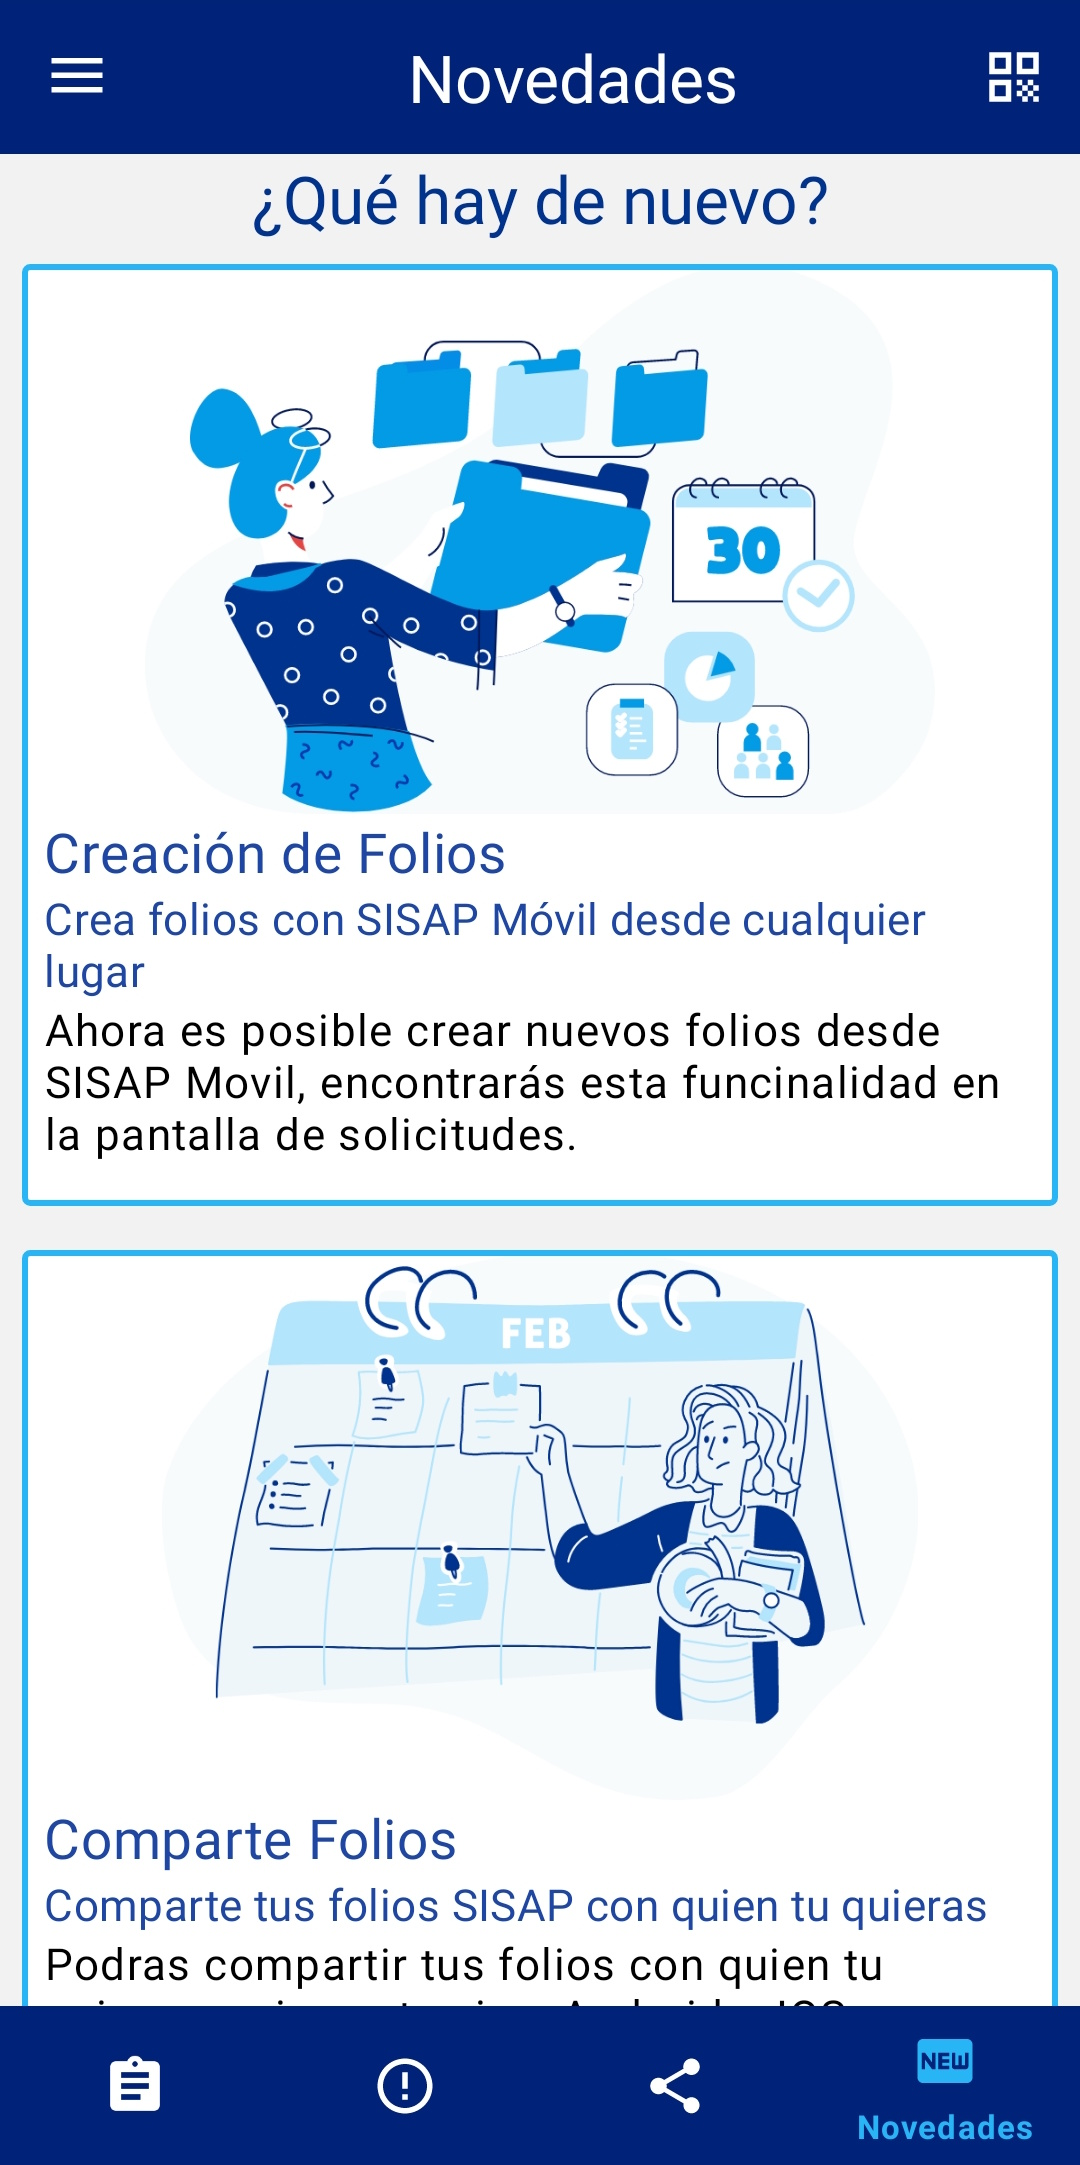 Novedades
¿Qué hay de nuevo?
30
Creación de Folios
Crea folios con SISAP Móvil desde cualquier
lugar
Ahora es posible crear nuevos folios desde
SISAP Movil, encontrarás esta funcinalidad en
la pantalla de solicitudes.
FEB
Comparte Folios
Comparte tus folios SISAP con quien tu quieras
Podras compartir tus folios con quien tu
NEW
Novedades